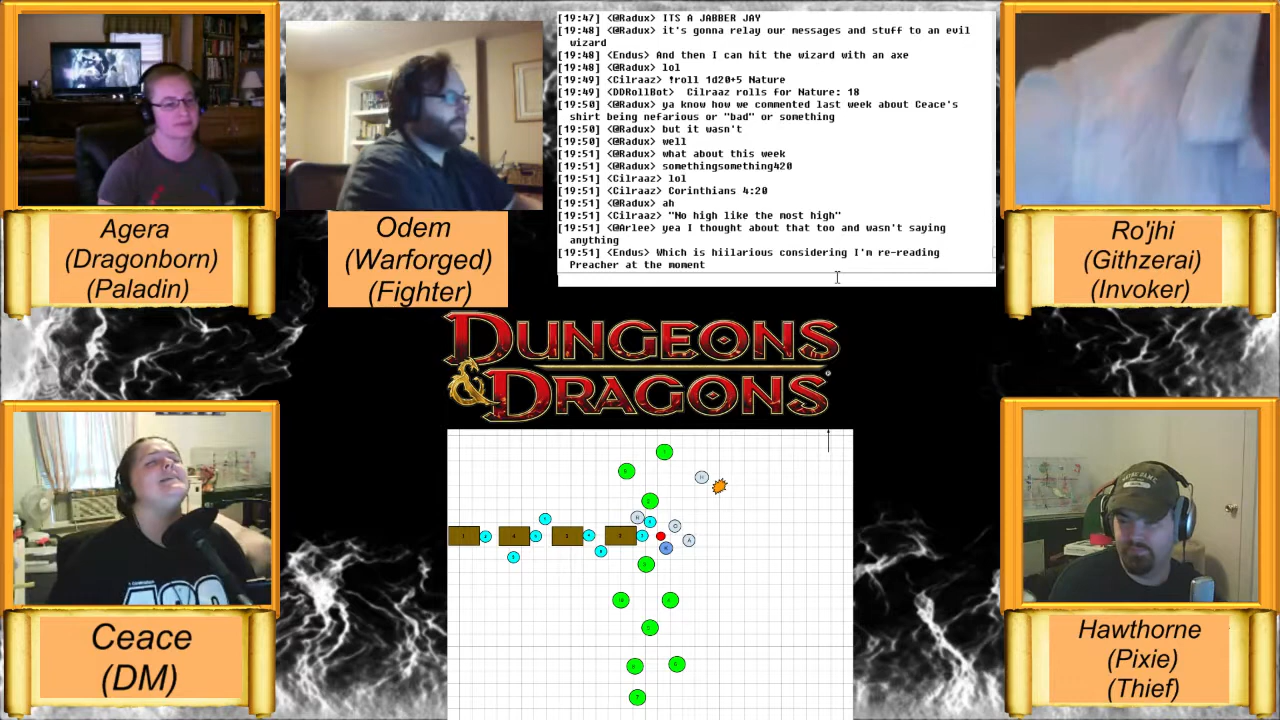 [19:47] <@Radux> ITS A JABBER JAY
[19:48] <@Radux> it's gonna relay our messages and stuff to an evil
wizard
[19:48] <Endus> And then I can hit the wizard with an axe
[19:48] <@Radux> lol
[19:49] <Cilraaz> !roll 1d20+5 Nature
[19:49] <DDRollBot> Cilraaz rolls for Nature: 18
[19:50] <@Radux> ya know how we commented last week about Ceace's
shirt being nefarious or "bad" or something
[19:50] <@Radux> but it wasn't
[19:50] <@Radux> well
[19:51] <@Radux> what about this week
[19:51] <@Radux> somethingsomething420
[19:51] <Cilraaz> lol
[19:51] <Cilraaz> Corinthians 4:20
[19:51] <@Radux> ah
[19:51] <Cilraaz> "No high like the most high"
[19:51] <@Arlee> yea I thought about that too and wasn't saying
anything
[19:51] <Endus> Which is hiilarious considering I'm re-reading
Preacher at the moment
Agera
(Dragonborn)
(Paladin)
Odem
(Warforged)
(Fighter)
Ro'jhi
(Githzerai)
(Invoker)
DUNGEONS
& DRAGONS®
1
4
3
2
Ceace
(DM)
Hawthorne
(Pixie)
(Thief)